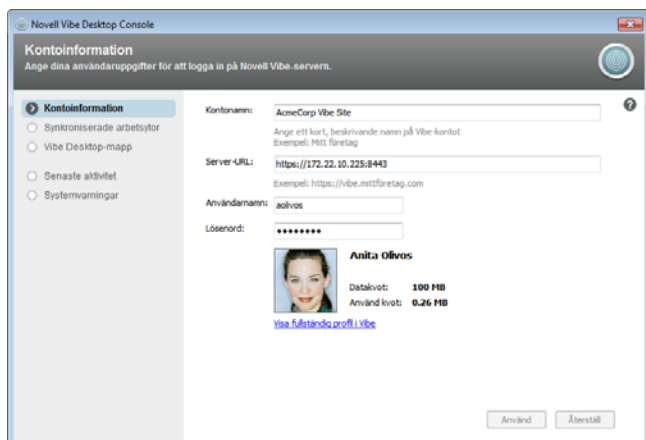 Novell Vibe Desktop Console
Kontoinformation
Ange dina användaruppgifter för att logga in på Novell Vibe-servern.
Kontoinformation
Synkroniserade arbetsytor
Vibe Desktop-mapp
Senaste aktivitet
Systemvarningar
Kontonamn: AcmeCorp Vibe Site
Ange ett kort, beskrivande namn på Vibe-kontot
Exempel: Mitt företag
Server-URL: https://172.22.10.225:8443
Exempel: https://vibe.mittföretag.com
Användarnamn: aolivos
Lösenord: ••••••••
Anita Olivos
Datakvot: 100 MB
Använd kvot: 0.26 MB
Visa fullständig profil i Vibe
Använd Återställ